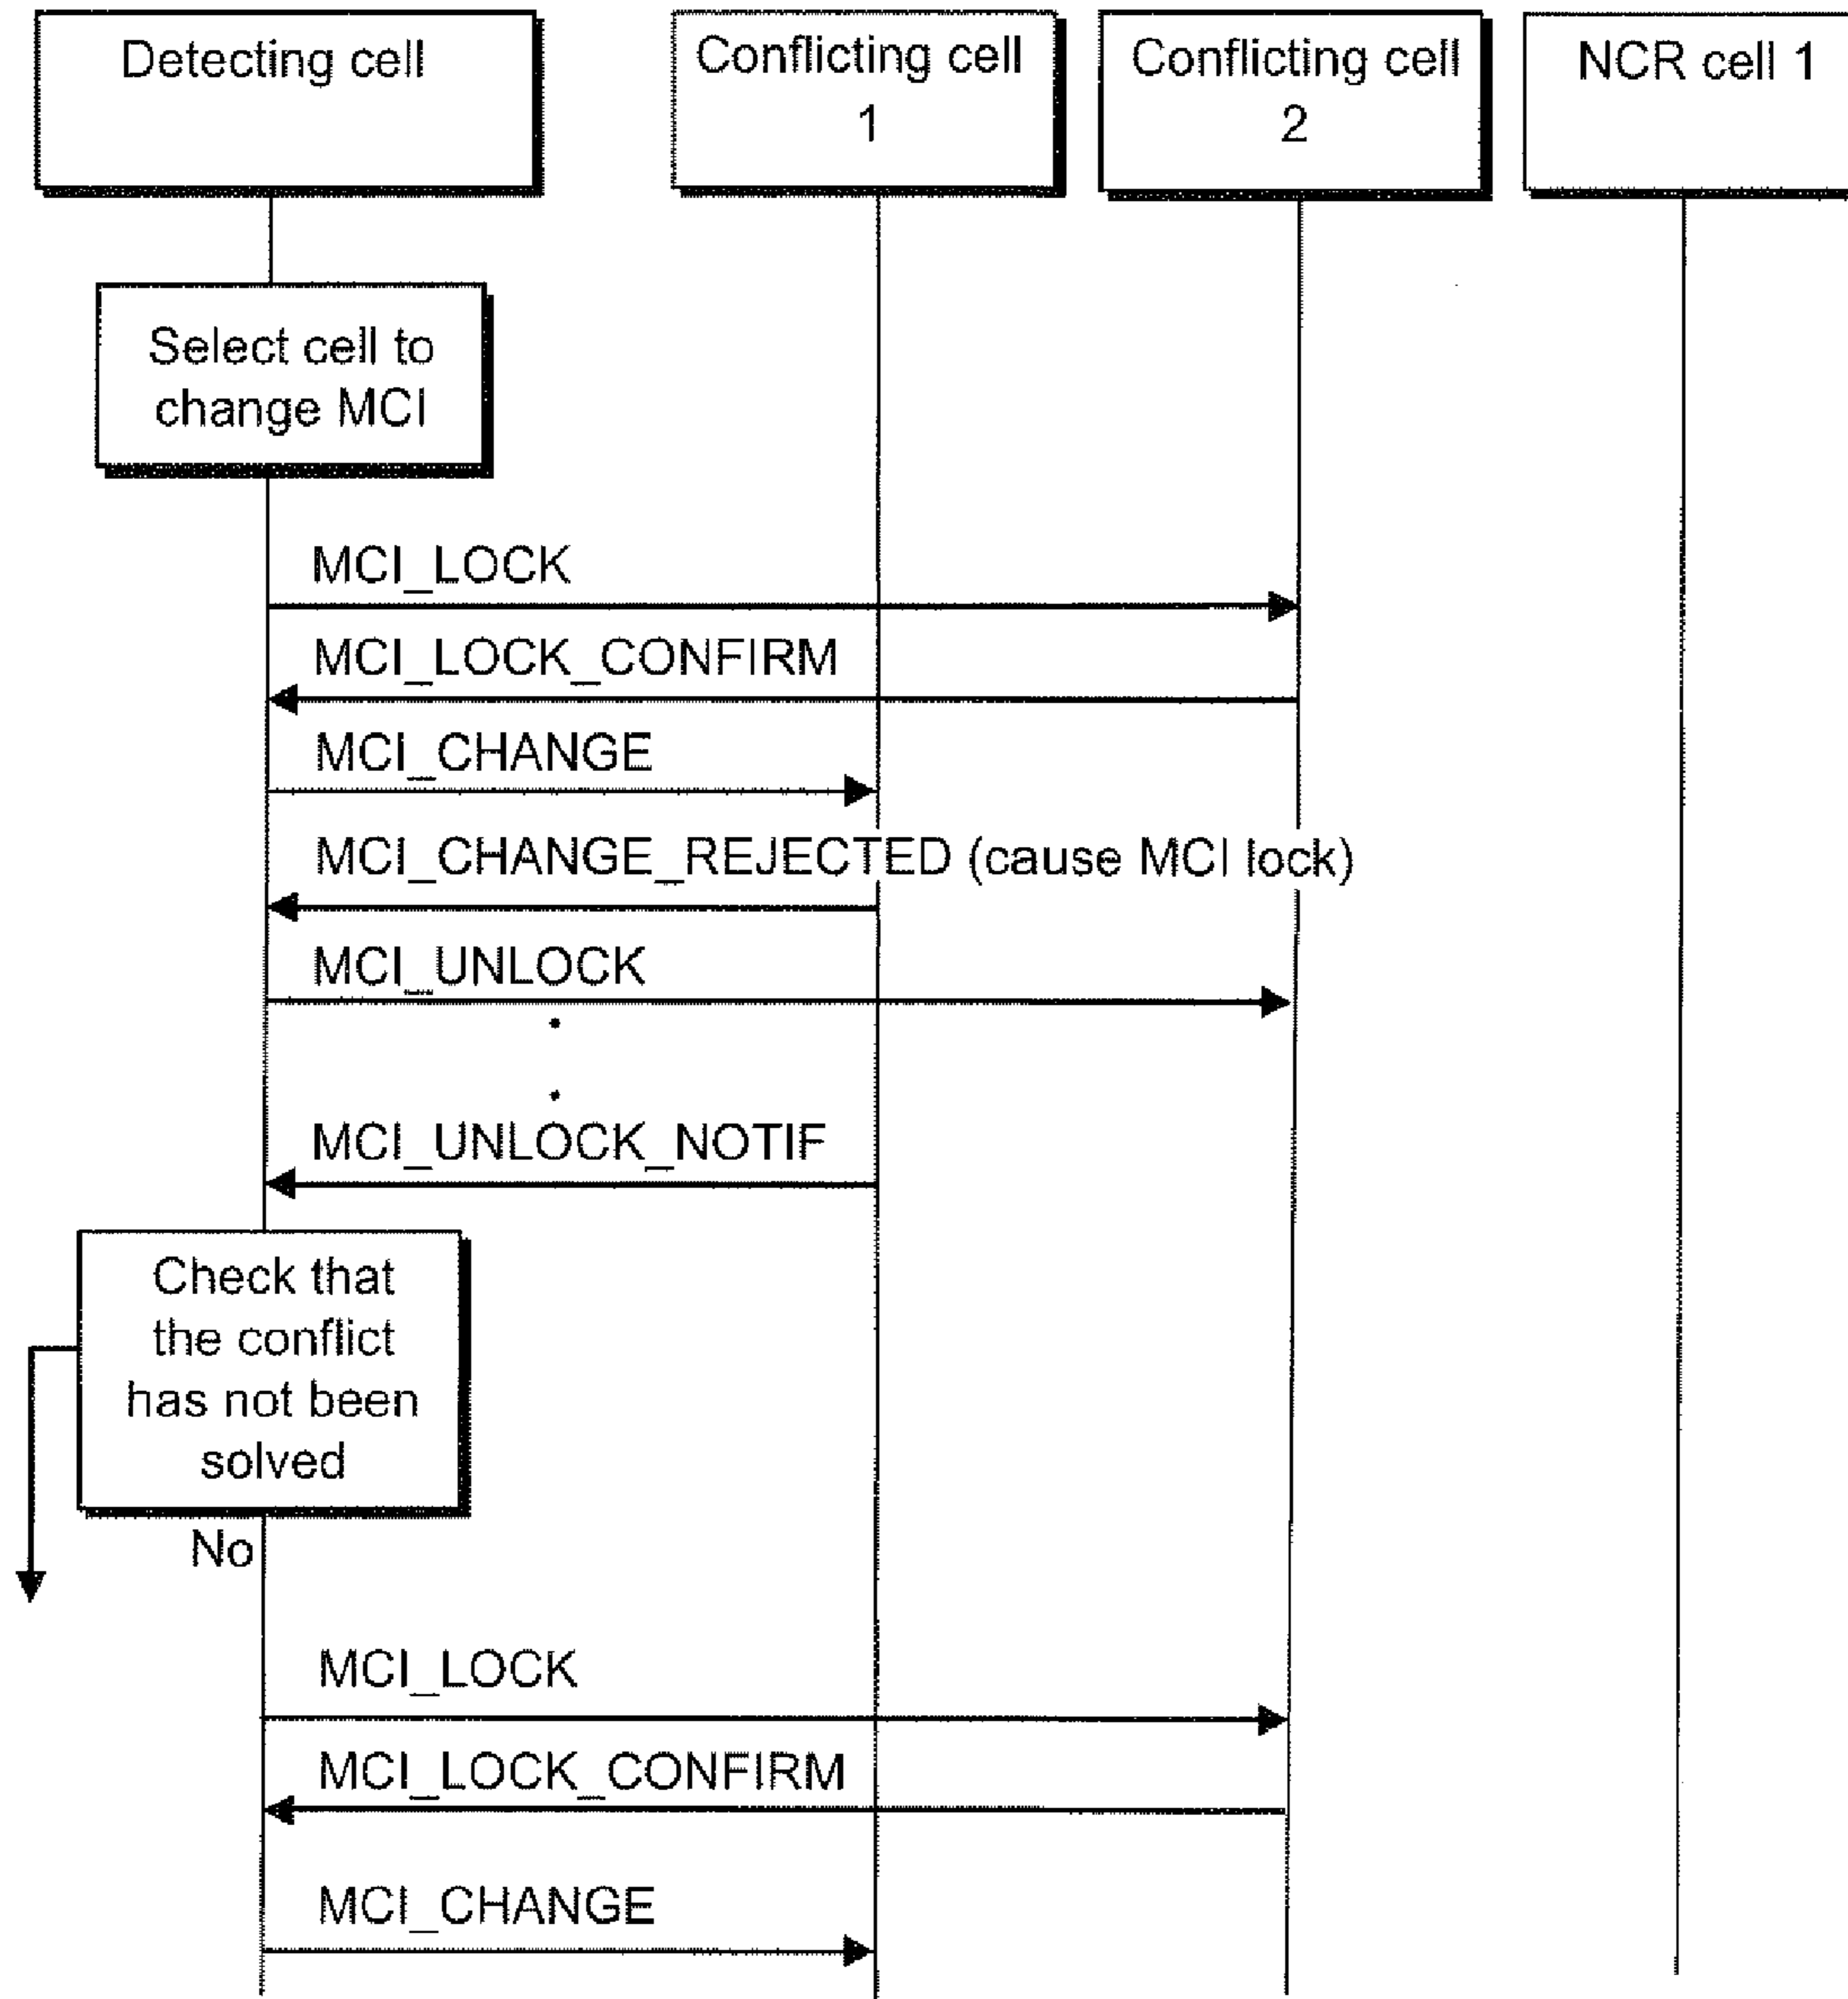 Detecting cell
Conflicting cell
1
Conflicting cell
2
NCR cell 1
Select cell to
change MCI
MCI_LOCK
MCI_LOCK_CONFIRM
MCI_CHANGE
MCI_CHANGE_REJECTED (cause MCI lock)
MCI_UNLOCK
MCI_UNLOCK_NOTIF
Check that
the conflict
has not been
solved
No
MCI_LOCK
MCI_LOCK_CONFIRM
MCI_CHANGE